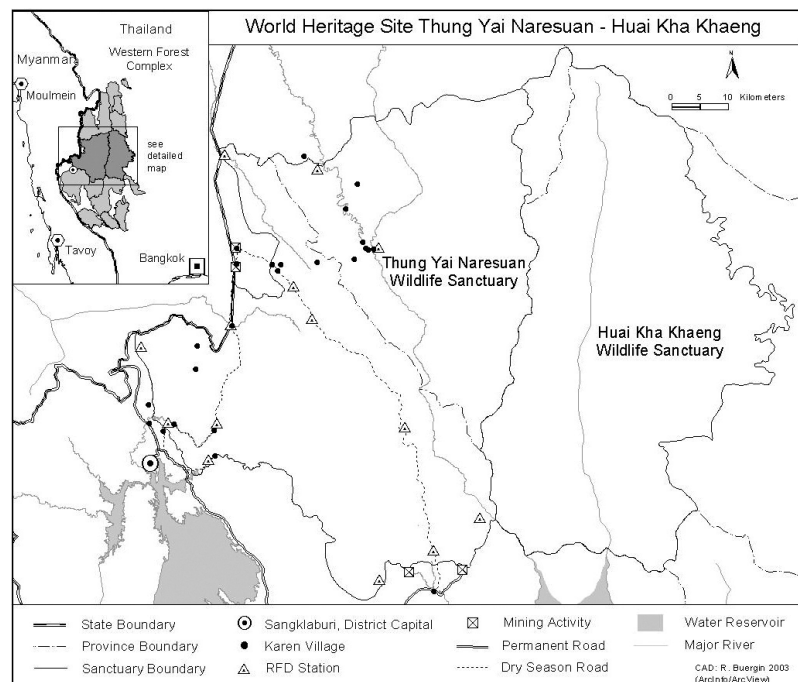 World Heritage Site Thung Yai Naresuan - Huai Kha Khaeng
Thailand
Western Forest
Complex
Myanmar
Moulmein
see
detailed
map
Tavoy
Bangkok
N
0 5 10 Kilometers
Thung Yai Naresuan
Wildlife Sanctuary
Huai Kha Khaeng
Wildlife Sanctuary
State Boundary
Province Boundary
Sanctuary Boundary
Sangklaburi, District Capital
Karen Village
RFD Station
Mining Activity
Permanent Road
Dry Season Road
Water Reservoir
Major River
CAD: R. Buergin 2003
(ArcInfo/ArcView)